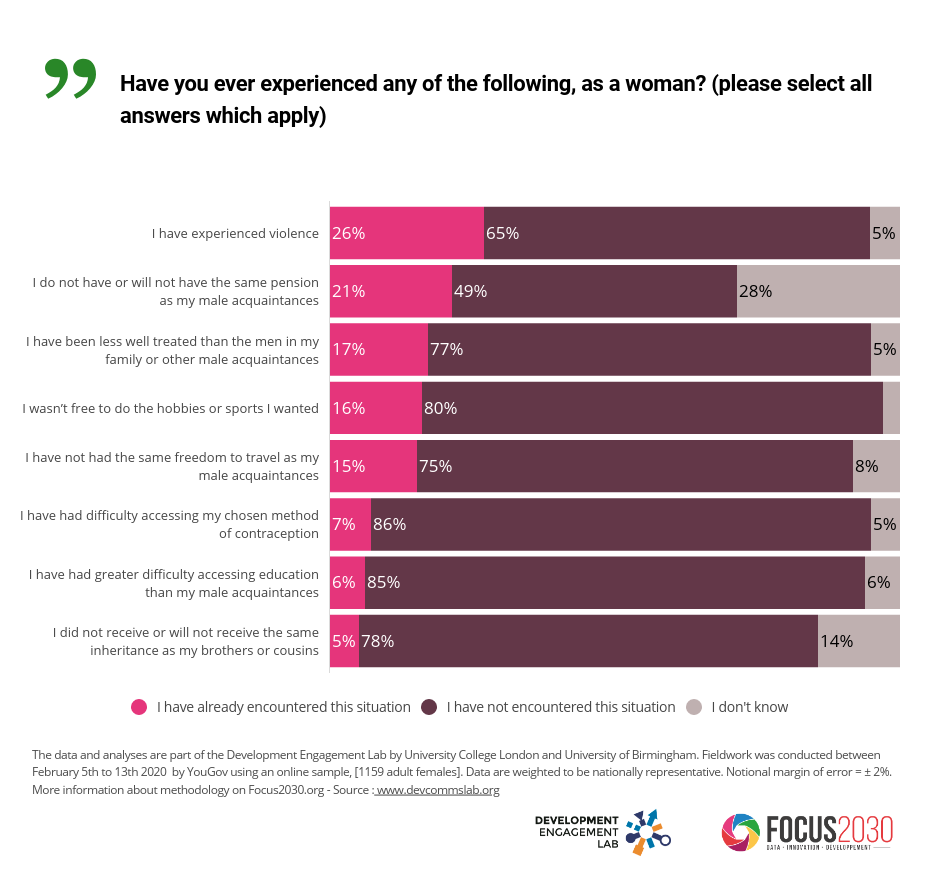 Have you ever experienced any of the following, as a woman? (please select all
answers which apply)
I have experienced violence
26% 65% 5%
I do not have or will not have the same pension
as my male acquaintances
21% 49% 28%
I have been less well treated than the men in my
family or other male acquaintances
17% 77% 5%
I wasn’t free to do the hobbies or sports I wanted
16% 80%
I have not had the same freedom to travel as my
male acquaintances
15% 75% 8%
I have had difficulty accessing my chosen method
of contraception
7% 86% 5%
I have had greater difficulty accessing education
than my male acquaintances
6% 85% 6%
I did not receive or will not receive the same
inheritance as my brothers or cousins
5% 78% 14%
I have already encountered this situation I have not encountered this situation I don't know
The data and analyses are part of the Development Engagement Lab by University College London and University of Birmingham. Fieldwork was conducted between
February 5th to 13th 2020 by YouGov using an online sample, [1159 adult females]. Data are weighted to be nationally representative. Notional margin of error = ± 2%.
More information about methodology on Focus2030.org - Source : www.devcommslab.org
DEVELOPMENT
ENGAGEMENT
LAB
FOCUS2030
DATA · INNOVATION · DEVELOPPEMENT